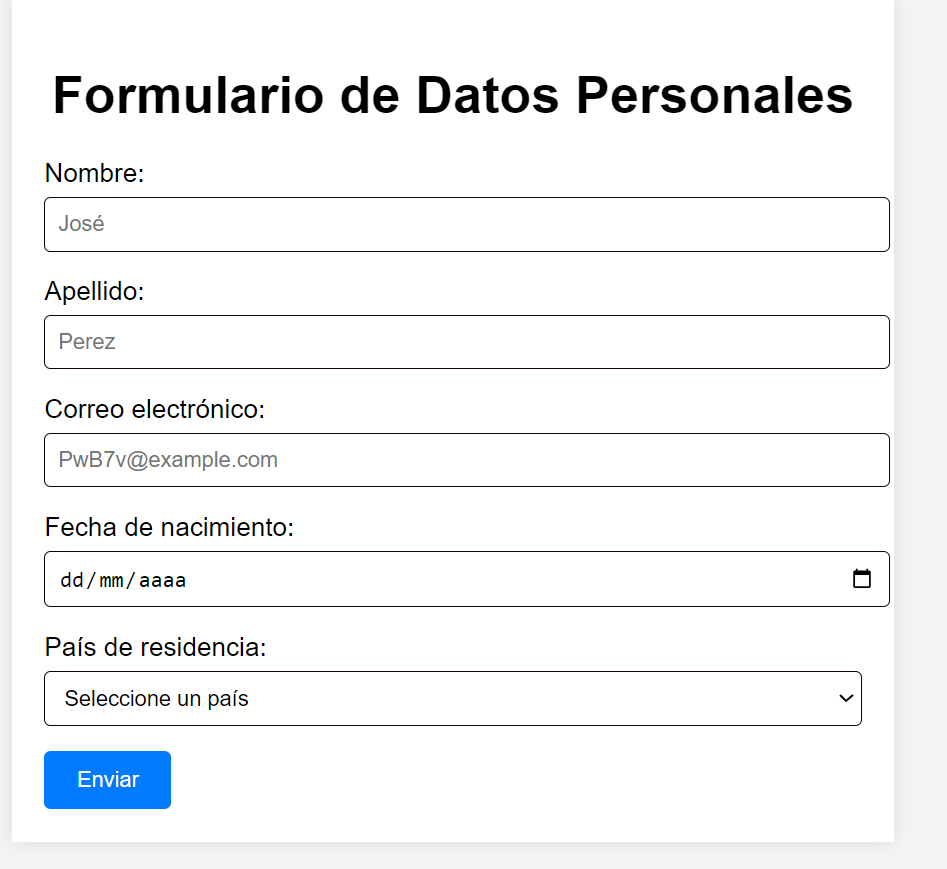 Formulario de Datos Personales
Nombre:
José
Apellido:
Perez
Correo electrónico:
PwB7v@example.com
Fecha de nacimiento:
dd/mm/aaaa
País de residencia:
Seleccione un país
Enviar